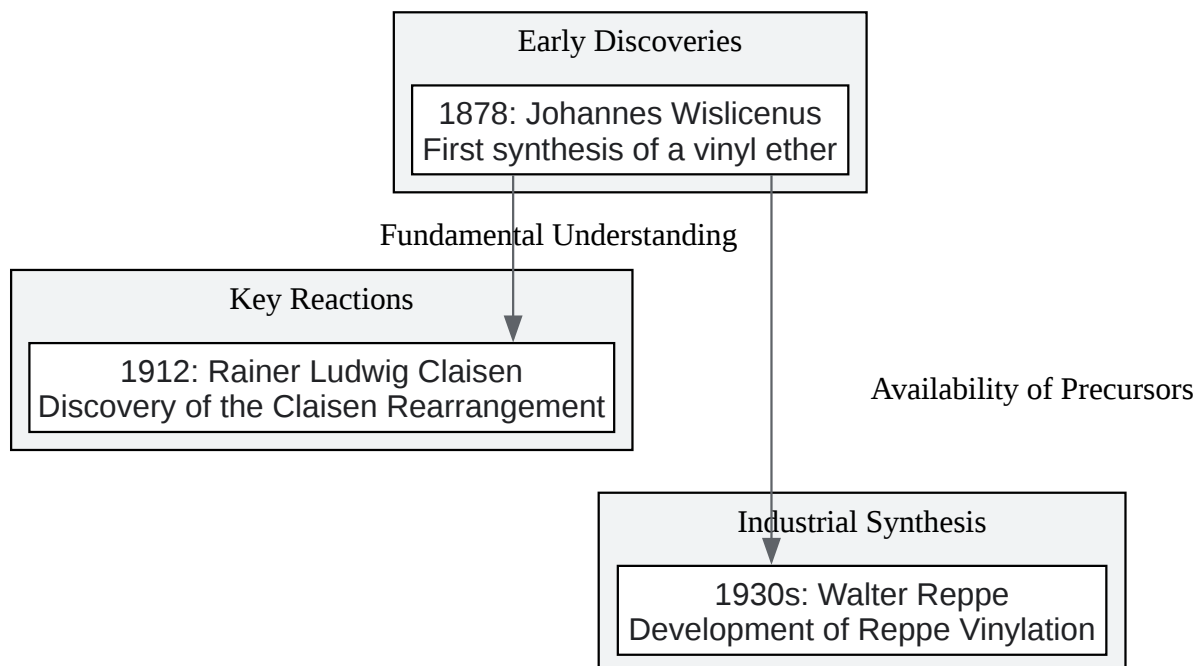 Early Discoveries
1878: Johannes Wislicenus
First synthesis of a vinyl ether
Fundamental Understanding
Key Reactions
1912: Rainer Ludwig Claisen
Discovery of the Claisen Rearrangement
Availability of Precursors
Industrial Synthesis
1930s: Walter Reppe
Development of Reppe Vinylation